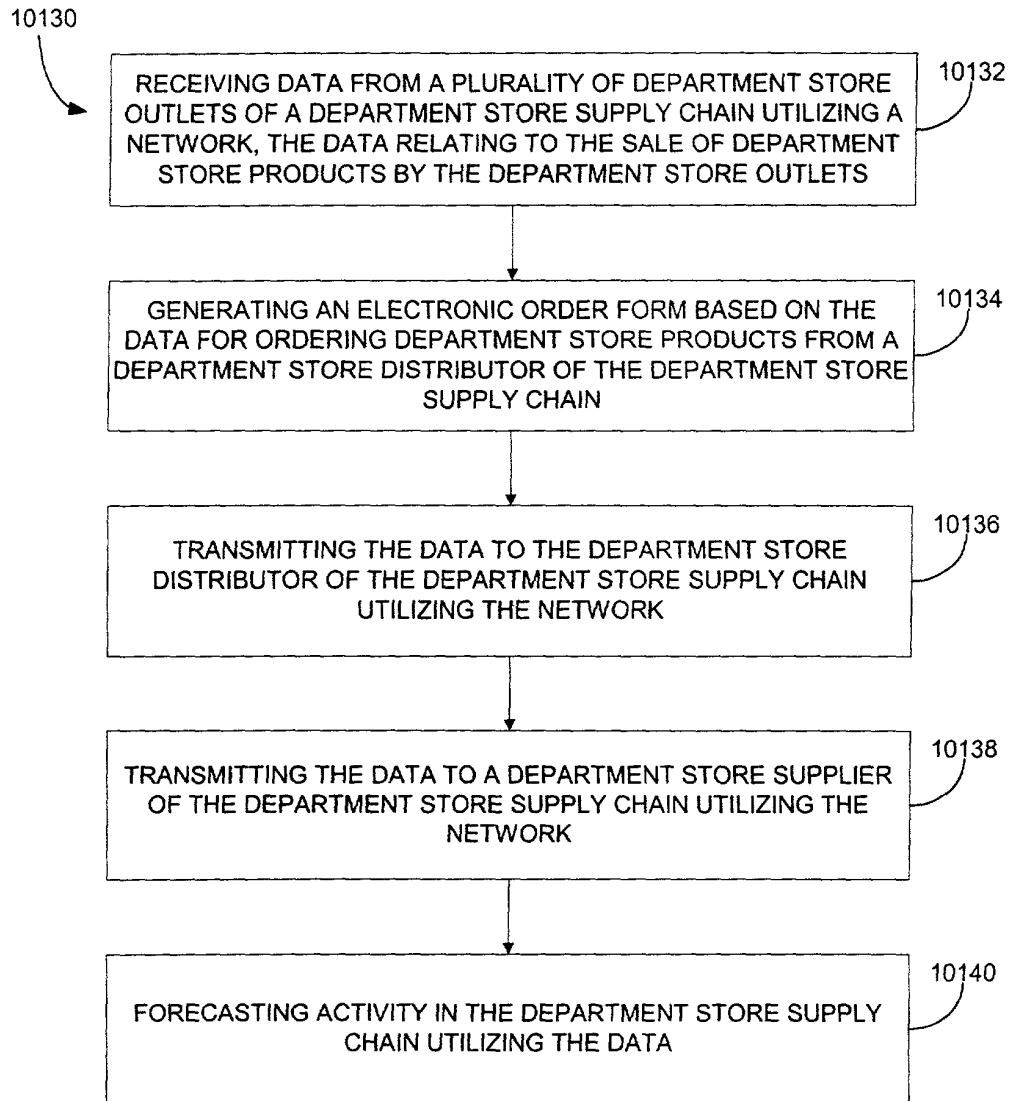 10130
RECEIVING DATA FROM A PLURALITY OF DEPARTMENT STORE
OUTLETS OF A DEPARTMENT STORE SUPPLY CHAIN UTILIZING A
NETWORK, THE DATA RELATING TO THE SALE OF DEPARTMENT
STORE PRODUCTS BY THE DEPARTMENT STORE OUTLETS
10132
GENERATING AN ELECTRONIC ORDER FORM BASED ON THE
DATA FOR ORDERING DEPARTMENT STORE PRODUCTS FROM A
DEPARTMENT STORE DISTRIBUTOR OF THE DEPARTMENT STORE
SUPPLY CHAIN
10134
TRANSMITTING THE DATA TO THE DEPARTMENT STORE
DISTRIBUTOR OF THE DEPARTMENT STORE SUPPLY CHAIN
UTILIZING THE NETWORK
10136
TRANSMITTING THE DATA TO A DEPARTMENT STORE SUPPLIER
OF THE DEPARTMENT STORE SUPPLY CHAIN UTILIZING THE
NETWORK
10138
FORECASTING ACTIVITY IN THE DEPARTMENT STORE SUPPLY
CHAIN UTILIZING THE DATA
10140